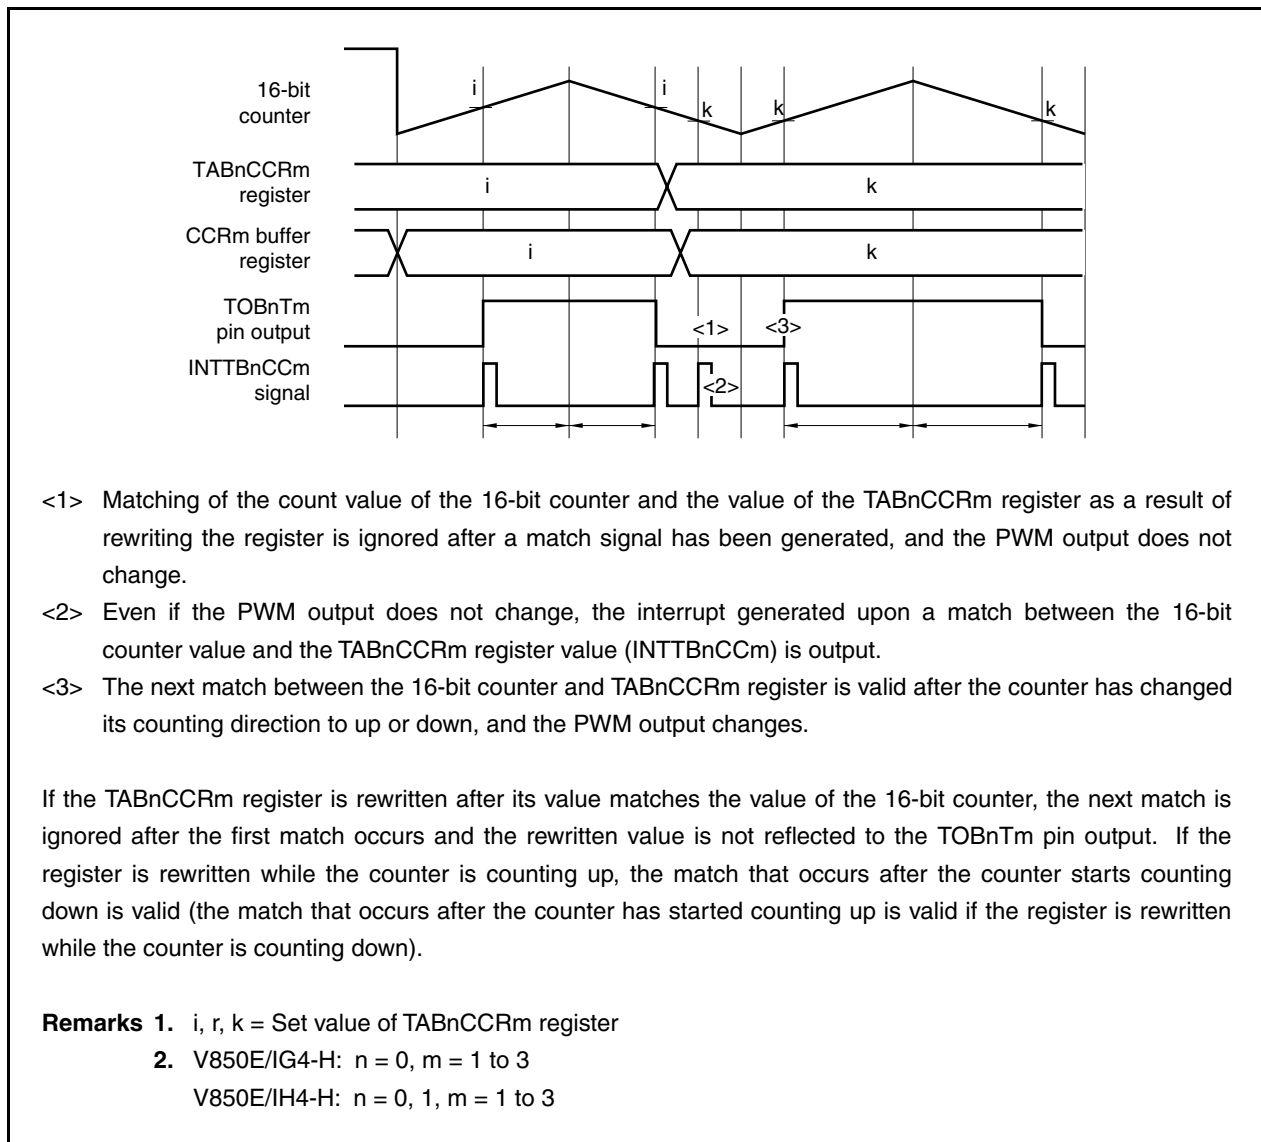 16-bit
counter
i
i
k
k
k
TABnCCRm
register
i
k
CCRm buffer
register
i
k
TOBnTm
pin output
<1>
<3>
INTTBnCCm
signal
<2>
<1> Matching of the count value of the 16-bit counter and the value of the TABnCCRm register as a result of
rewriting the register is ignored after a match signal has been generated, and the PWM output does not
change.
<2> Even if the PWM output does not change, the interrupt generated upon a match between the 16-bit
counter value and the TABnCCRm register value (INTTBnCCm) is output.
<3> The next match between the 16-bit counter and TABnCCRm register is valid after the counter has changed
its counting direction to up or down, and the PWM output changes.
If the TABnCCRm register is rewritten after its value matches the value of the 16-bit counter, the next match is
ignored after the first match occurs and the rewritten value is not reflected to the TOBnTm pin output. If the
register is rewritten while the counter is counting up, the match that occurs after the counter starts counting
down is valid (the match that occurs after the counter has started counting up is valid if the register is rewritten
while the counter is counting down).
Remarks 1. i, r, k = Set value of TABnCCRm register
2. V850E/IG4-H: n = 0, m = 1 to 3
V850E/IH4-H: n = 0, 1, m = 1 to 3